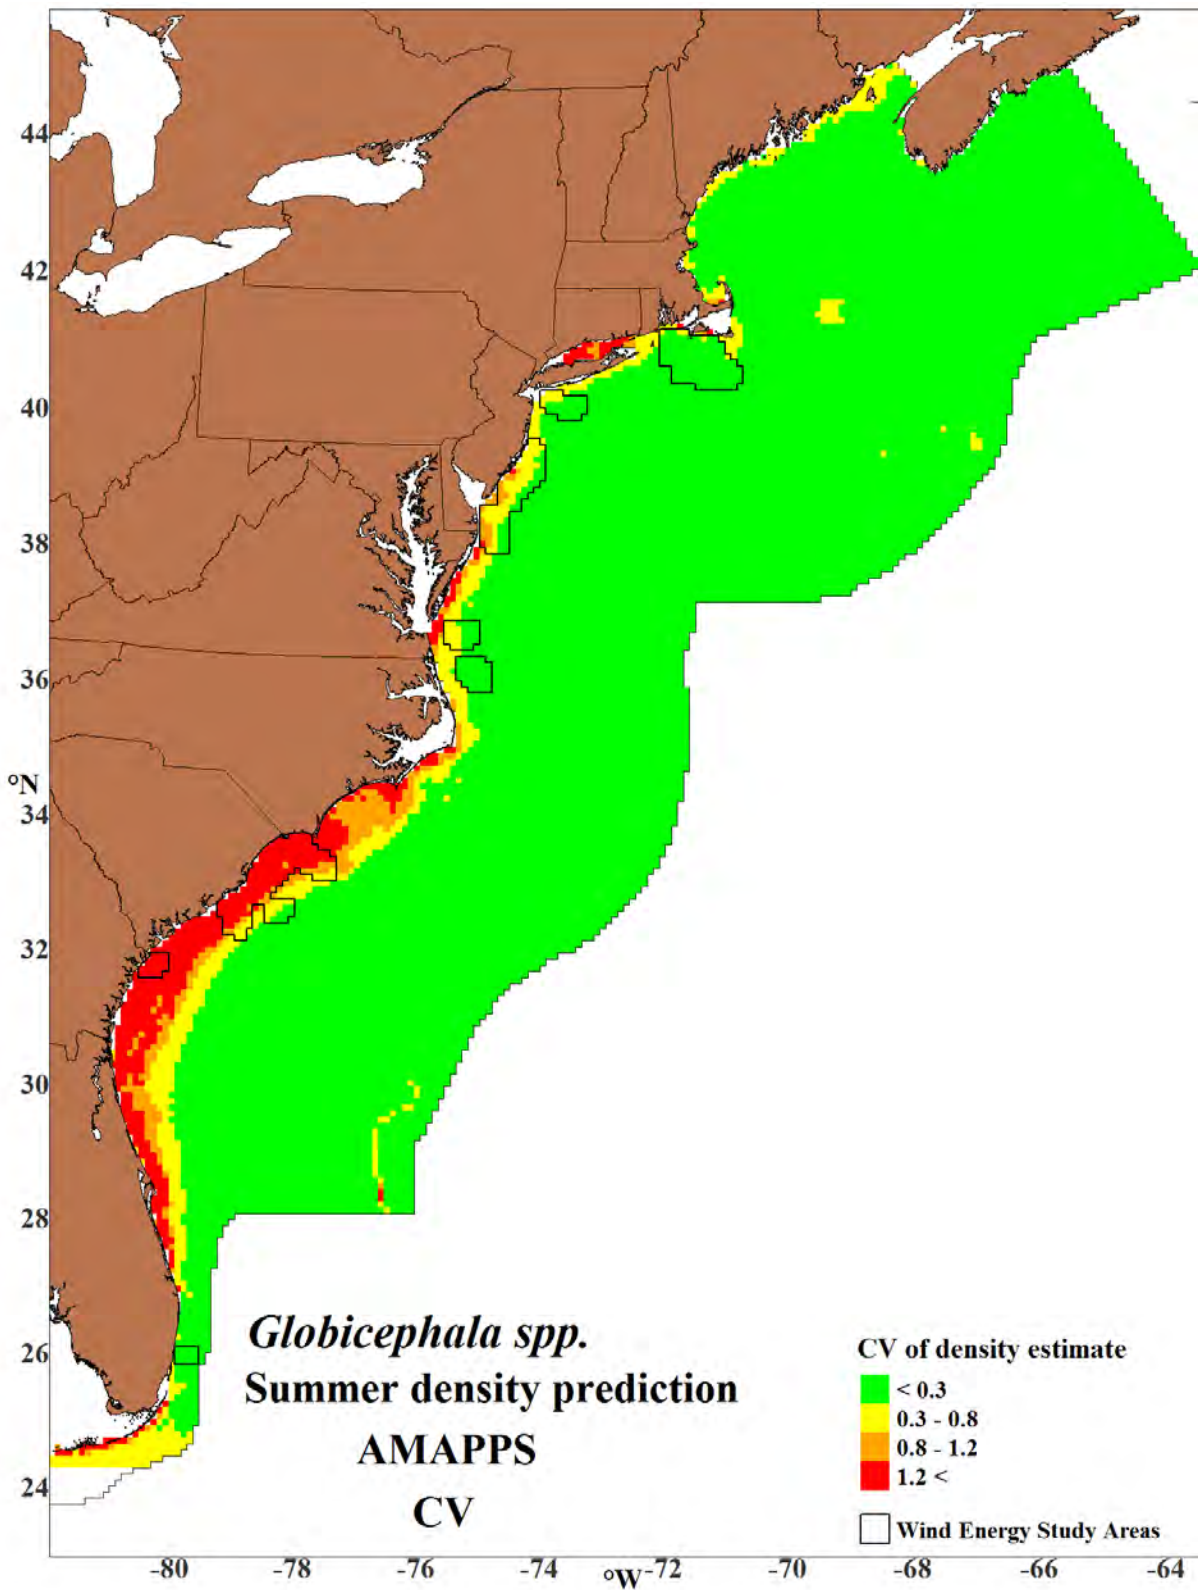 44
42
40
38
36
°N
34
32
30
28
26
24
Globicephala spp.
Summer density prediction
AMAPPS
CV
CV of density estimate
< 0.3
0.3 - 0.8
0.8 - 1.2
1.2 <
Wind Energy Study Areas
-80 -78 -76 -74 -72 -70 -68 -66 -64
°W